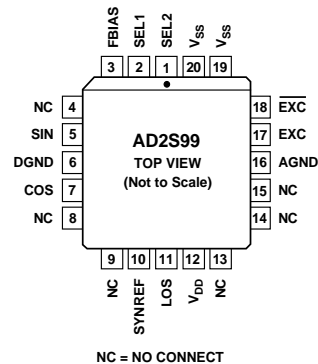 FBIAS SEL1 SEL2 VSS VSS
3 2 1 20 19
NC 4
SIN 5
DGND 6
COS 7
NC 8
AD2S99
TOP VIEW
(Not to Scale)
18 EXC
17 EXC
16 AGND
15 NC
14 NC
9 10 11 12 13
NC SYNREF LOS VDD NC
NC = NO CONNECT